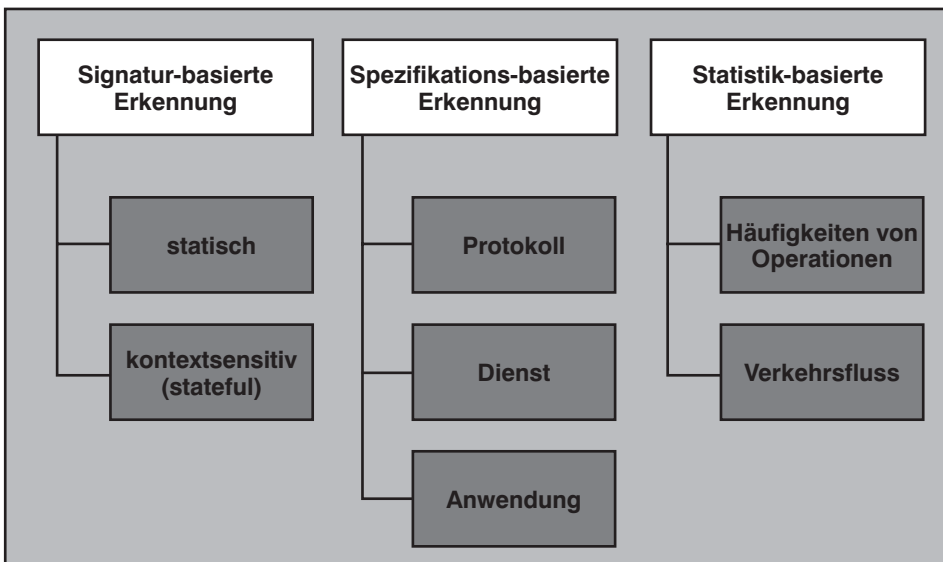 Signatur-basierte
Erkennung
statisch
kontextsensitiv
(stateful)
Spezifikations-basierte
Erkennung
Protokoll
Dienst
Anwendung
Statistik-basierte
Erkennung
Häufigkeiten von
Operationen
Verkehrsfluss